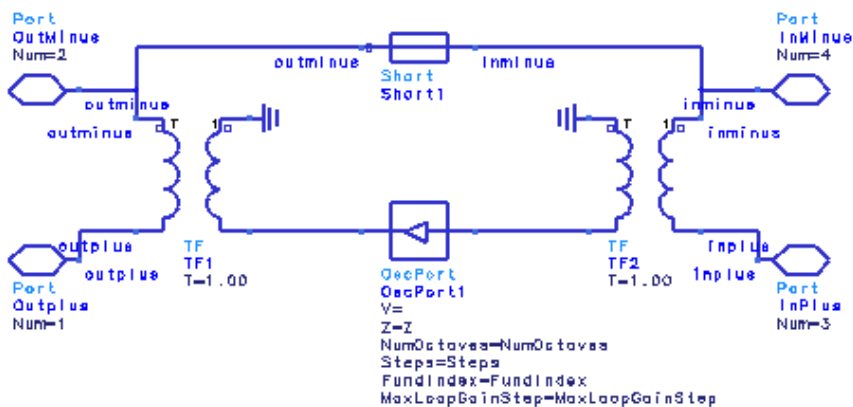 Port
OutMinus
Num=2
Port
InMinus
Num=4
outminus
inminus
Short
Short1
outminus
inminus
outminus
T
1
T
1
inminus
outplus
inplus
outplus
inplus
TF
TF1
T=1.00
TF
TF2
T=1.00
Port
Outplus
Num=1
OscPort
OscPort1
V=
Z=Z
NumOctaves=NumOctaves
Steps=Steps
FundIndex=FundIndex
MaxLoopGainStep=MaxLoopGainStep
Port
InPlus
Num=3